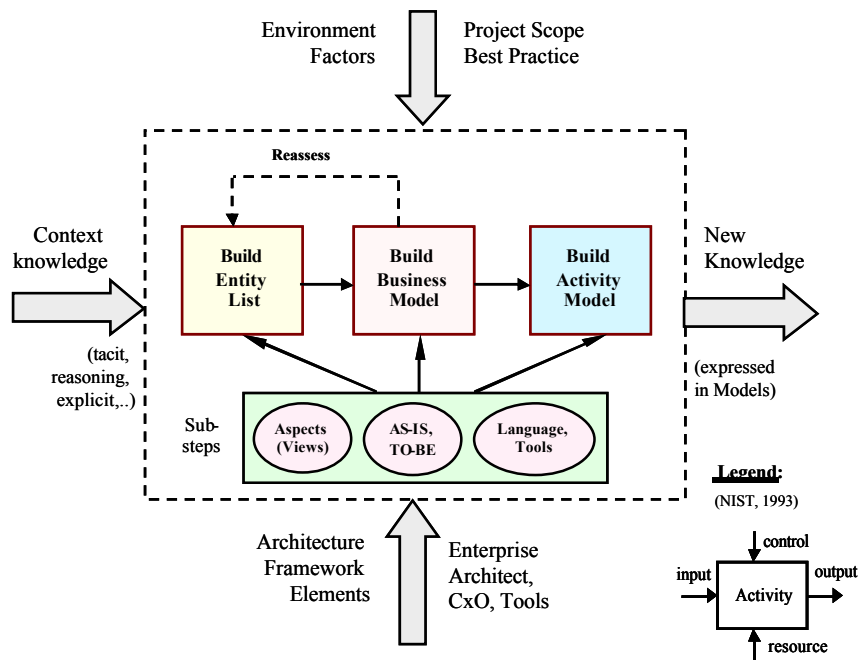 Environment
Factors
Project Scope
Best Practice
Reassess
Context
knowledge
Build
Entity
List
Build
Business
Model
Build
Activity
Model
New
Knowledge
(tacit,
reasoning,
explicit,..)
(expressed
in Models)
Sub-
steps
Aspects
(Views)
AS-IS,
TO-BE
Language,
Tools
Legend:
(NIST, 1993)
Architecture
Framework
Elements
Enterprise
Architect,
CxO, Tools
control
input
Activity
output
resource